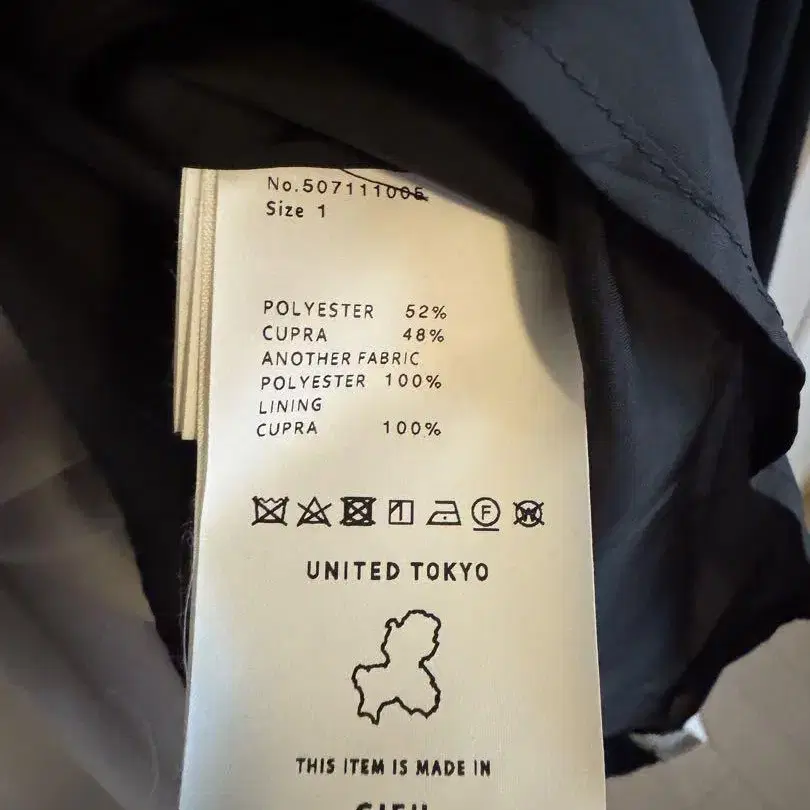 No.507111005
Size 1
POLYESTER 52%
CUPRA 48%
ANOTHER FABRIC
POLYESTER 100%
LINING
CUPRA 100%
F
W
UNITED TOKYO
THIS ITEM IS MADE IN